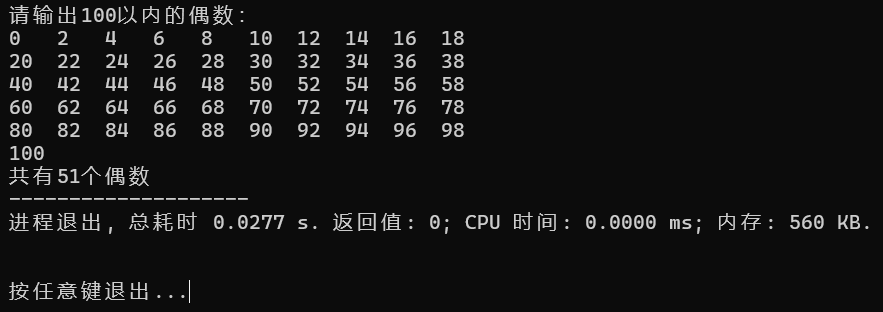 请输出100以内的偶数:
0 2 4 6 8 10 12 14 16 18
20 22 24 26 28 30 32 34 36 38
40 42 44 46 48 50 52 54 56 58
60 62 64 66 68 70 72 74 76 78
80 82 84 86 88 90 92 94 96 98
100
共有51个偶数
--------------------
进程退出, 总耗时 0.0277 s. 返回值: 0; CPU 时间: 0.0000 ms; 内存: 560 KB.
按任意键退出...